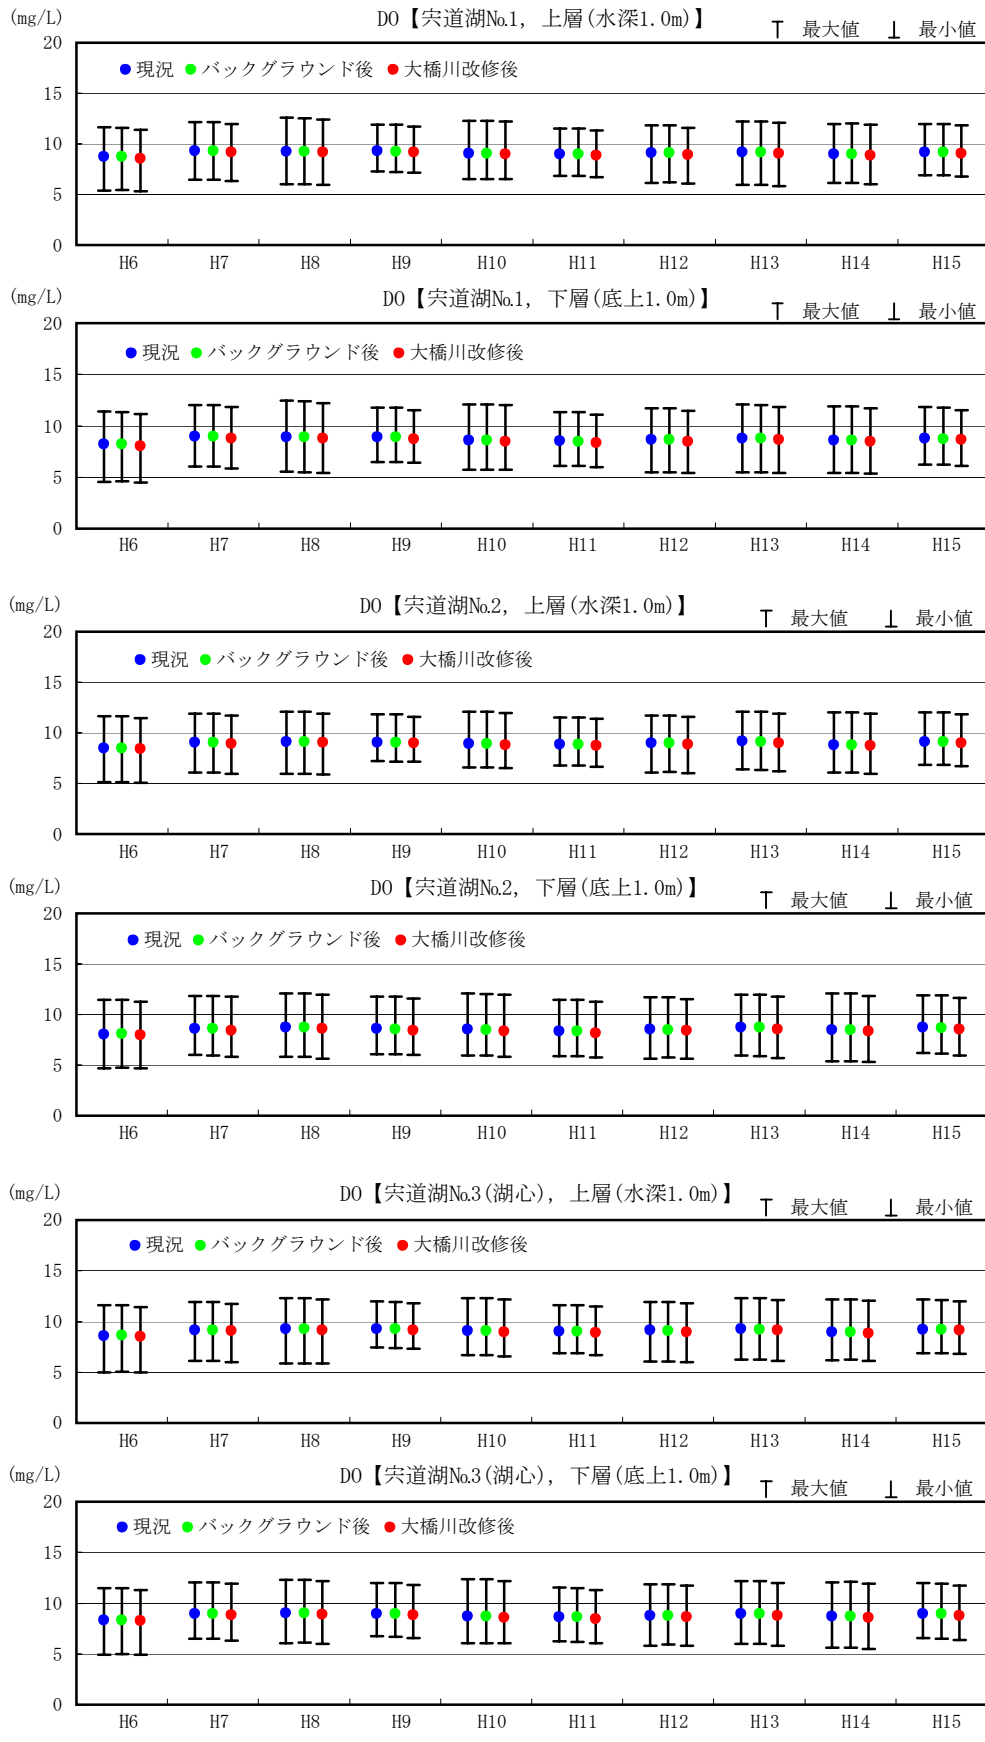 (mg/L) DO【宍道湖№1, 上層(水深1.0m)】 最大値 最小値
20
現況 バックグラウンド後 大橋川改修後
15
10
5
0
H6 H7 H8 H9 H10 H11 H12 H13 H14 H15
(mg/L) DO【宍道湖№1, 下層(底上1.0m)】 最大値 最小値
20
現況 バックグラウンド後 大橋川改修後
15
10
5
0
H6 H7 H8 H9 H10 H11 H12 H13 H14 H15
(mg/L) DO【宍道湖№2, 上層(水深1.0m)】 最大値 最小値
20
現況 バックグラウンド後 大橋川改修後
15
10
5
0
H6 H7 H8 H9 H10 H11 H12 H13 H14 H15
(mg/L) DO【宍道湖№2, 下層(底上1.0m)】 最大値 最小値
20
現況 バックグラウンド後 大橋川改修後
15
10
5
0
H6 H7 H8 H9 H10 H11 H12 H13 H14 H15
(mg/L) DO【宍道湖№3(湖心), 上層(水深1.0m)】 最大値 最小値
20
現況 バックグラウンド後 大橋川改修後
15
10
5
0
H6 H7 H8 H9 H10 H11 H12 H13 H14 H15
(mg/L) DO【宍道湖№3(湖心), 下層(底上1.0m)】 最大値 最小値
20
現況 バックグラウンド後 大橋川改修後
15
10
5
0
H6 H7 H8 H9 H10 H11 H12 H13 H14 H15